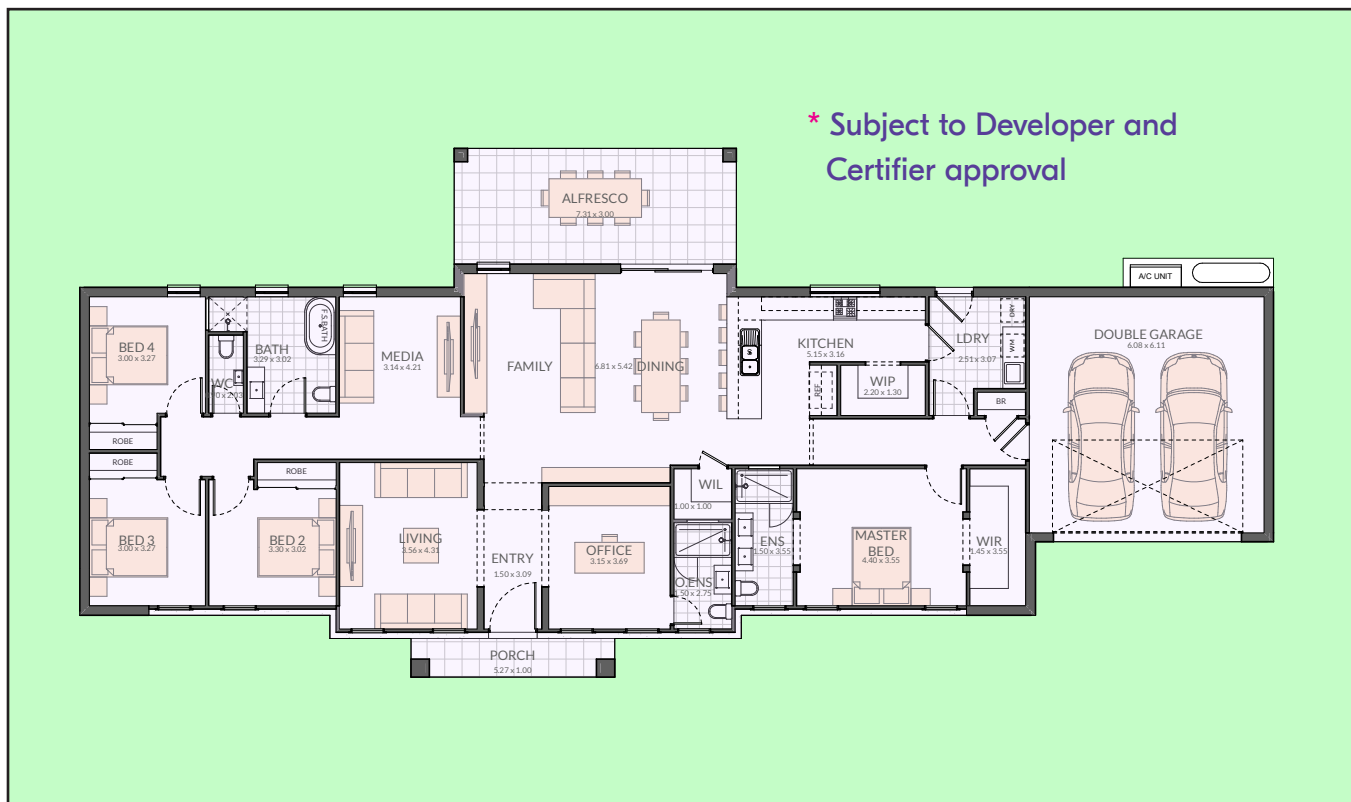 * Subject to Developer and
Certifier approval
ALFRESCO
7.31 x 3.00
A/C UNIT
BED 4
3.00 x 3.27
BATH
3.29 x 3.02
F.S.BATH
WC
MEDIA
3.14 x 4.21
FAMILY
6.81 x 5.42
DINING
KITCHEN
5.15 x 3.16
REF
WIP
2.20 x 1.30
LDRY
2.51 x 3.07
DRY
WM
BR
DOUBLE GARAGE
6.08 x 6.11
ROBE
ROBE
ROBE
BED 3
3.00 x 3.27
BED 2
3.30 x 3.02
LIVING
3.56 x 4.31
ENTRY
1.50 x 3.09
OFFICE
3.15 x 3.69
WIL
1.00 x 1.00
O.ENS
1.50 x 2.75
ENS
1.50 x 3.55
MASTER
BED
4.40 x 3.55
WIR
1.45 x 3.55
PORCH
5.27 x 1.00